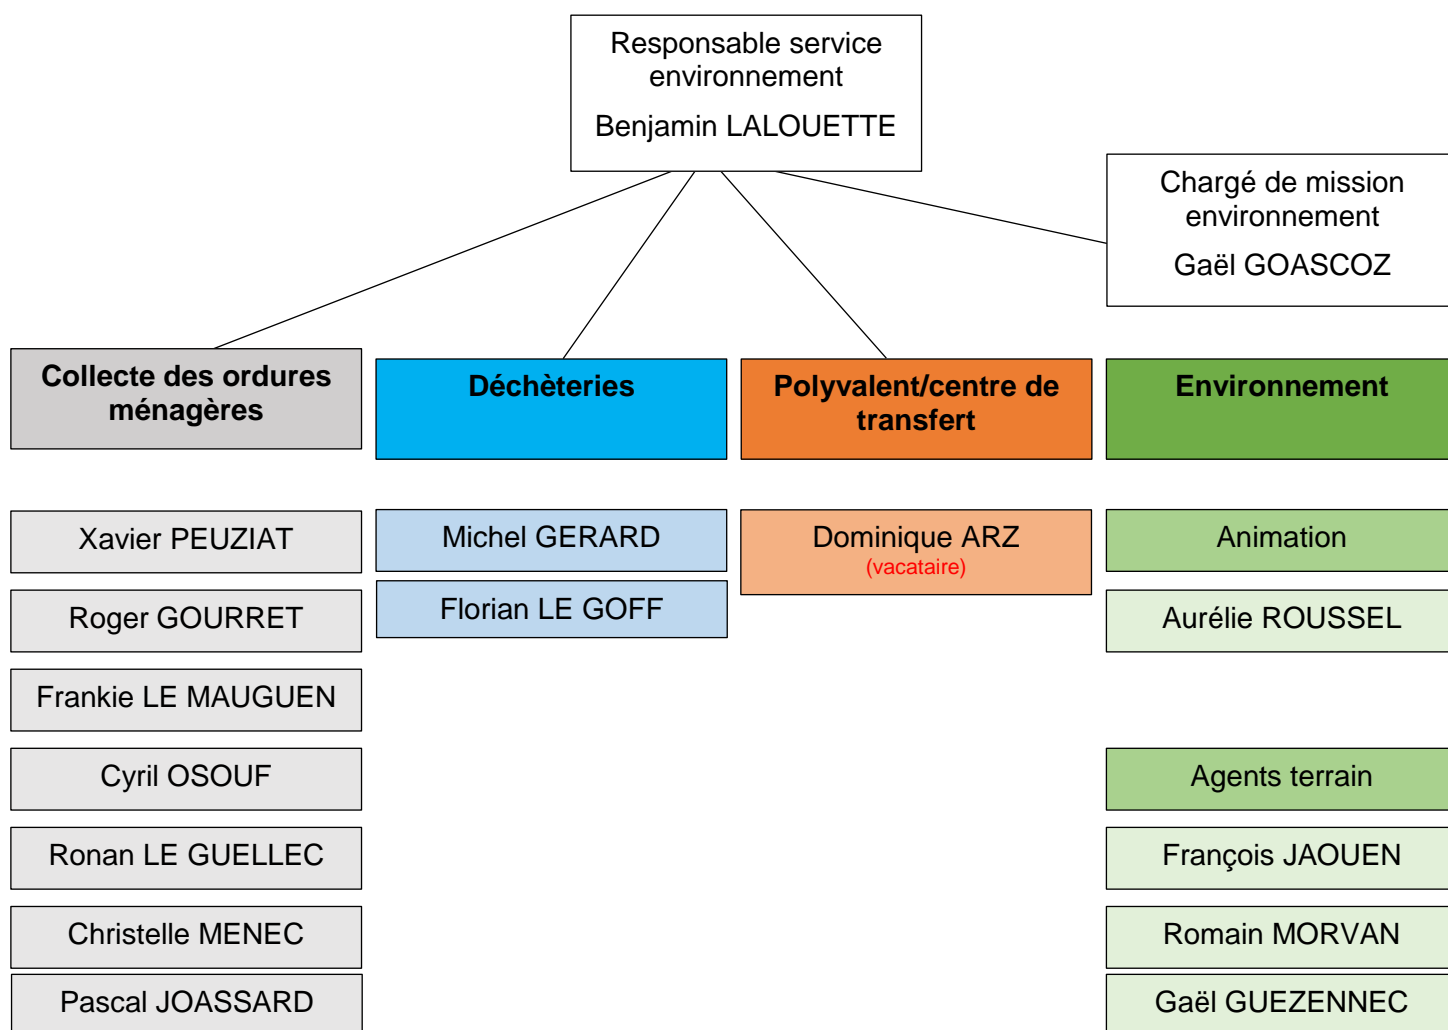 Responsable service
environnement
Benjamin LALOUETTE
Chargé de mission
environnement
Gaël GOASCOZ
Collecte des ordures
ménagères
Déchèteries
Polyvalent/centre de
transfert
Environnement
Xavier PEUZIAT
Roger GOURRET
Frankie LE MAUGUEN
Cyril OSOUF
Ronan LE GUELLEC
Christelle MENEC
Pascal JOASSARD
Michel GERARD
Florian LE GOFF
Dominique ARZ
(vacataire)
Animation
Aurélie ROUSSEL
Agents terrain
François JAOUEN
Romain MORVAN
Gaël GUEZENNEC